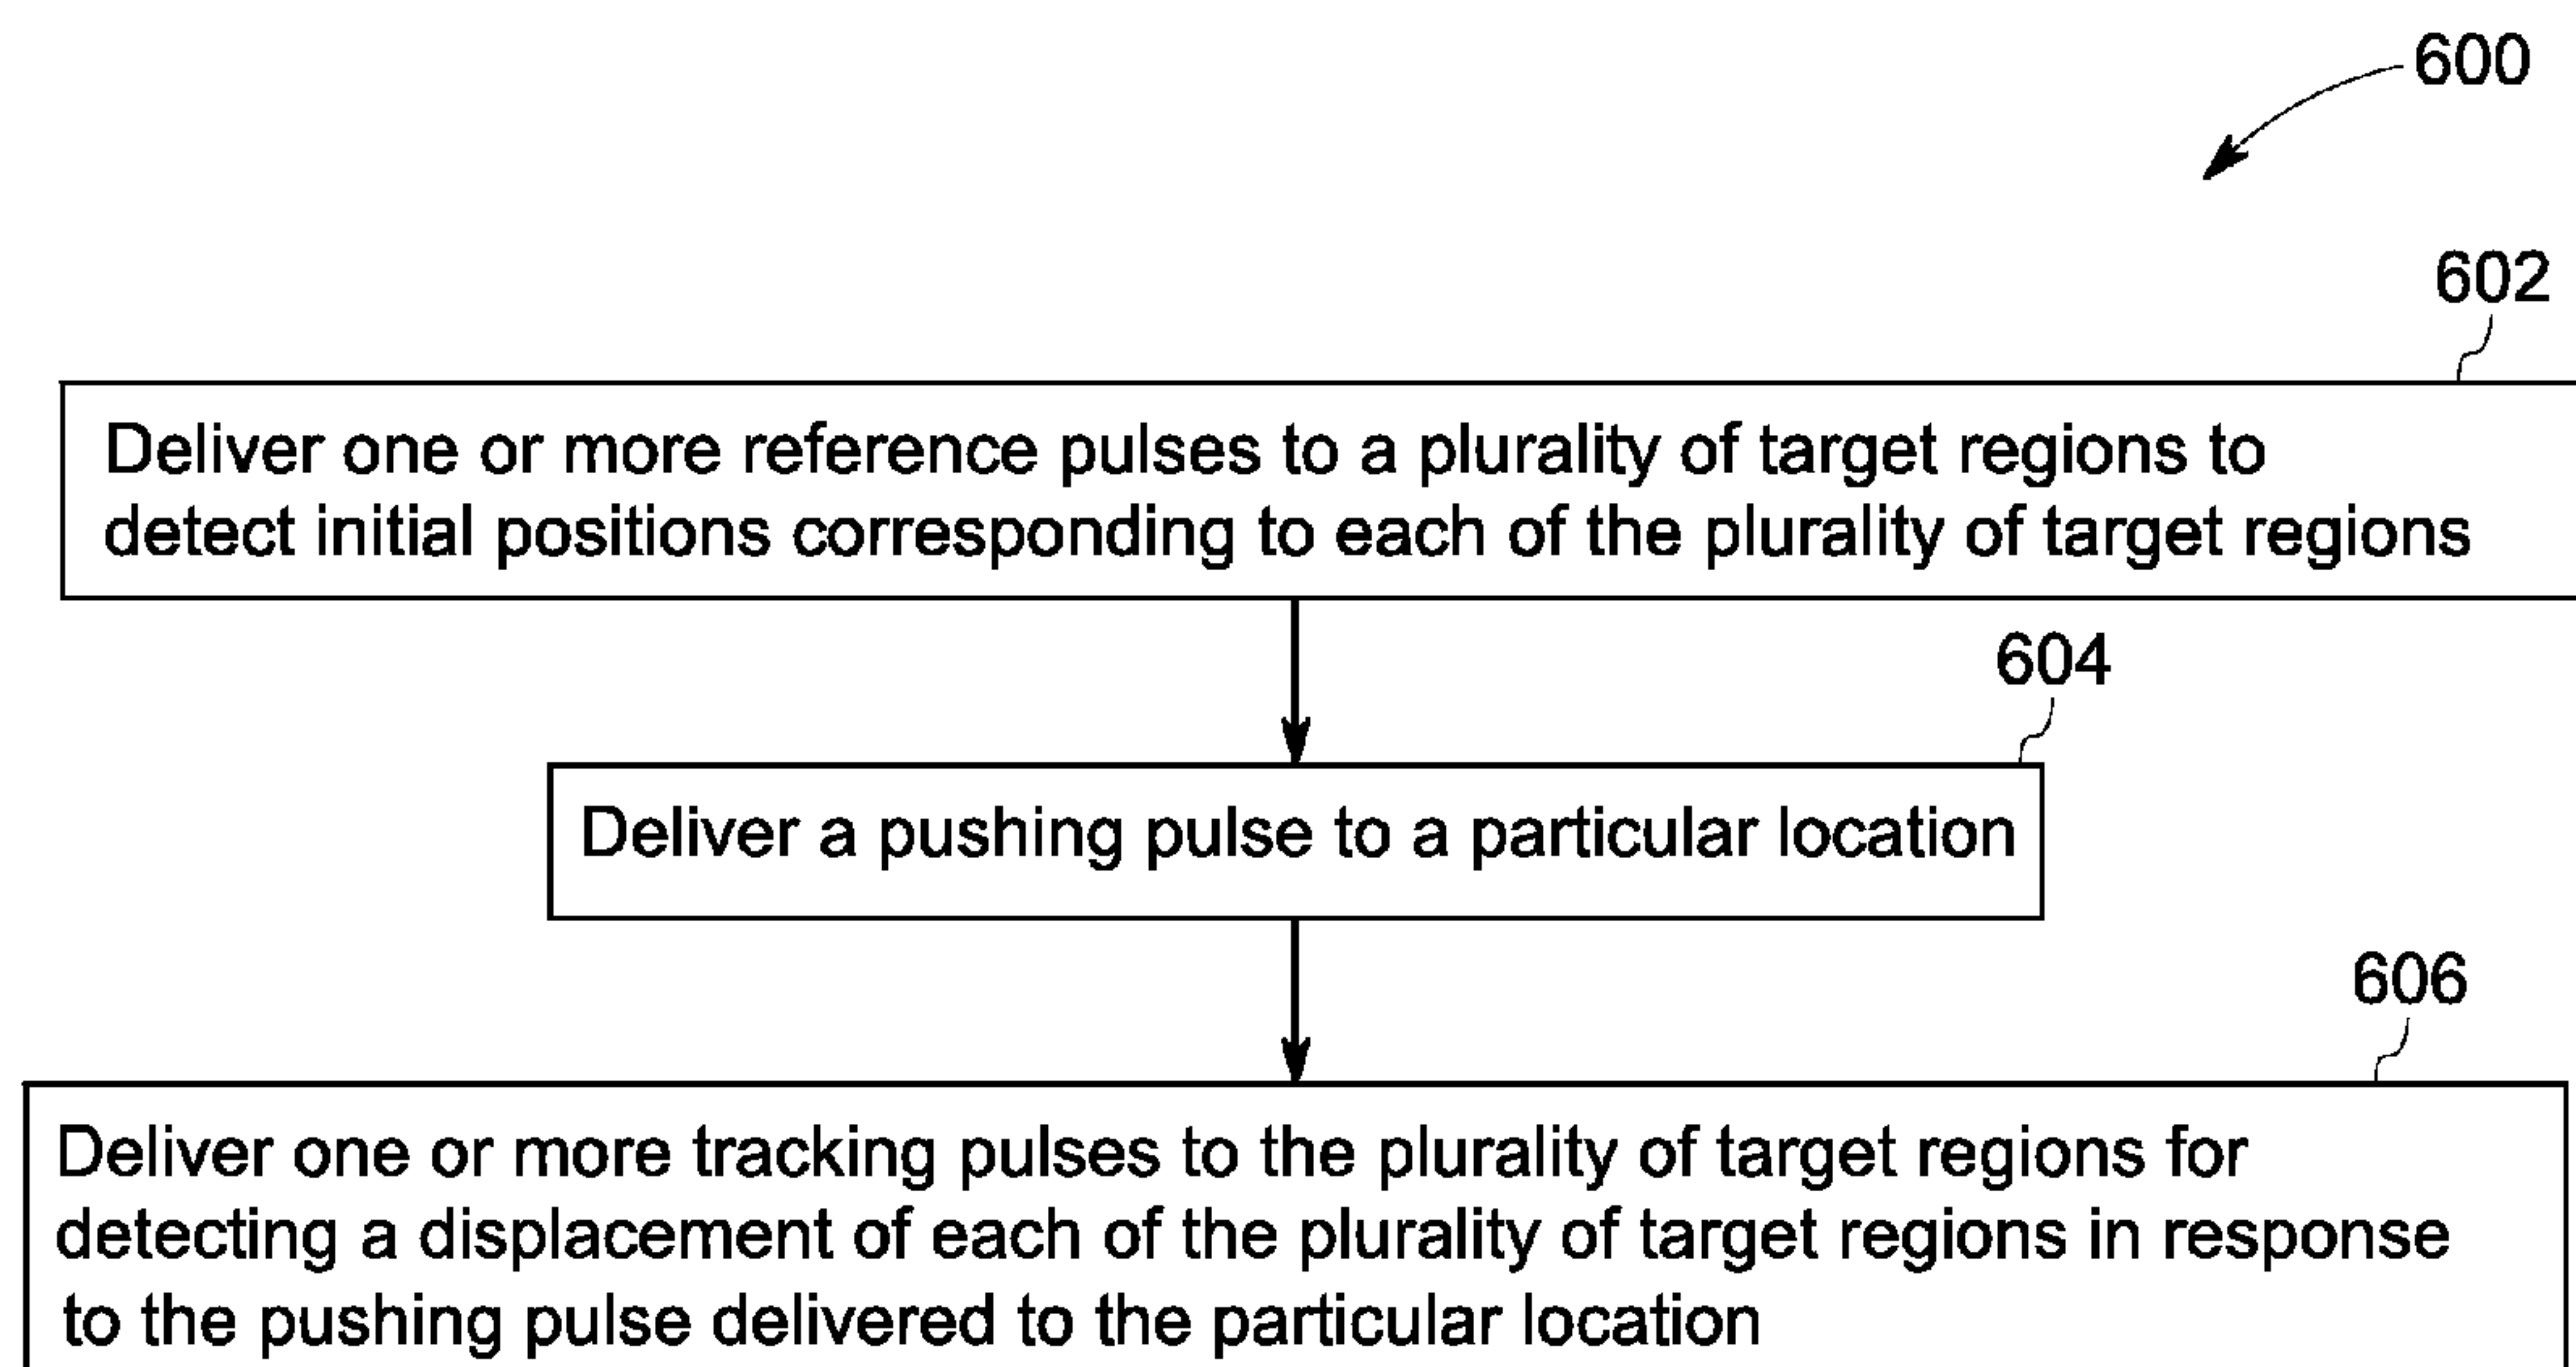 600
602
Deliver one or more reference pulses to a plurality of target regions to
detect initial positions corresponding to each of the plurality of target regions
604
Deliver a pushing pulse to a particular location
606
Deliver one or more tracking pulses to the plurality of target regions for
detecting a displacement of each of the plurality of target regions in response
to the pushing pulse delivered to the particular location